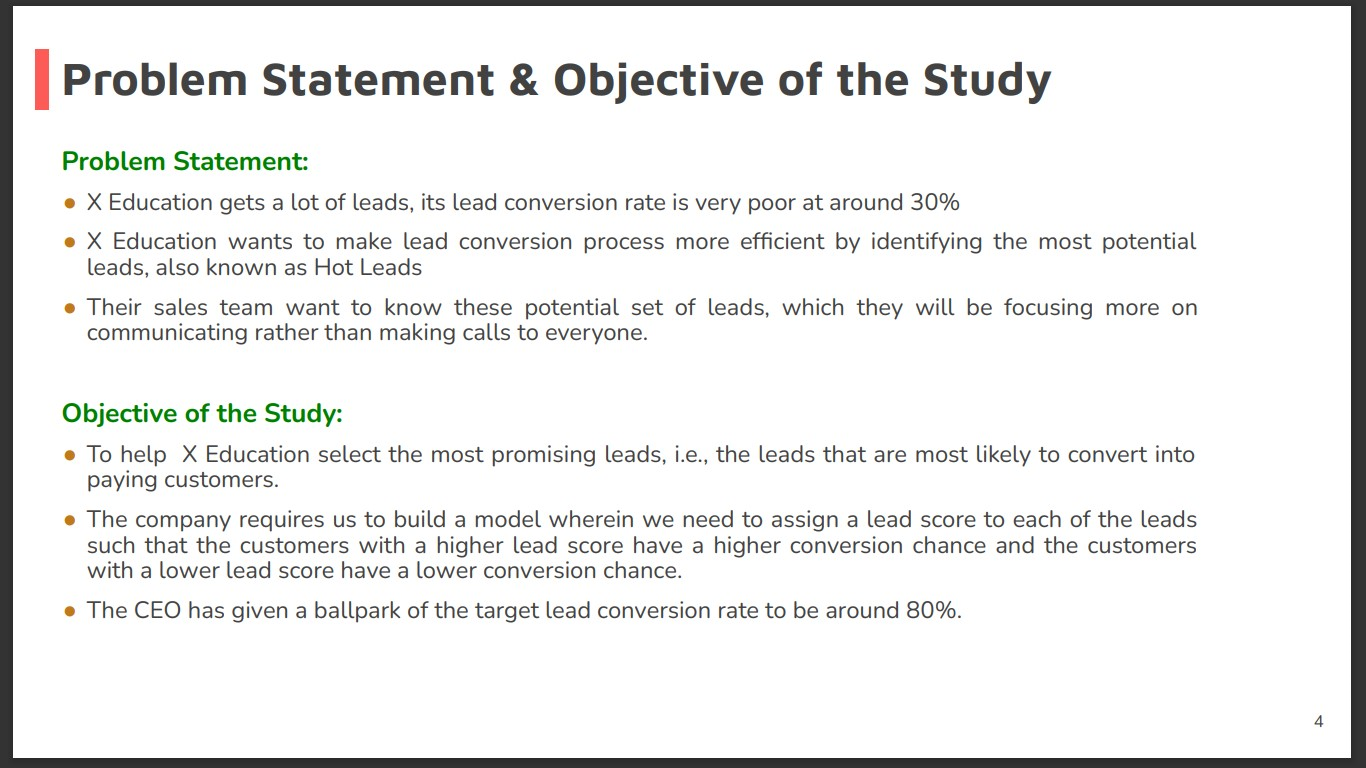 Problem Statement & Objective of the Study
Problem Statement:
● X Education gets a lot of leads, its lead conversion rate is very poor at around 30%
● X Education wants to make lead conversion process more efficient by identifying the most potential
leads, also known as Hot Leads
● Their sales team want to know these potential set of leads, which they will be focusing more on
communicating rather than making calls to everyone.
Objective of the Study:
● To help  X Education select the most promising leads, i.e., the leads that are most likely to convert into
paying customers.
● The company requires us to build a model wherein we need to assign a lead score to each of the leads
such that the customers with a higher lead score have a higher conversion chance and the customers
with a lower lead score have a lower conversion chance.
● The CEO has given a ballpark of the target lead conversion rate to be around 80%.
4